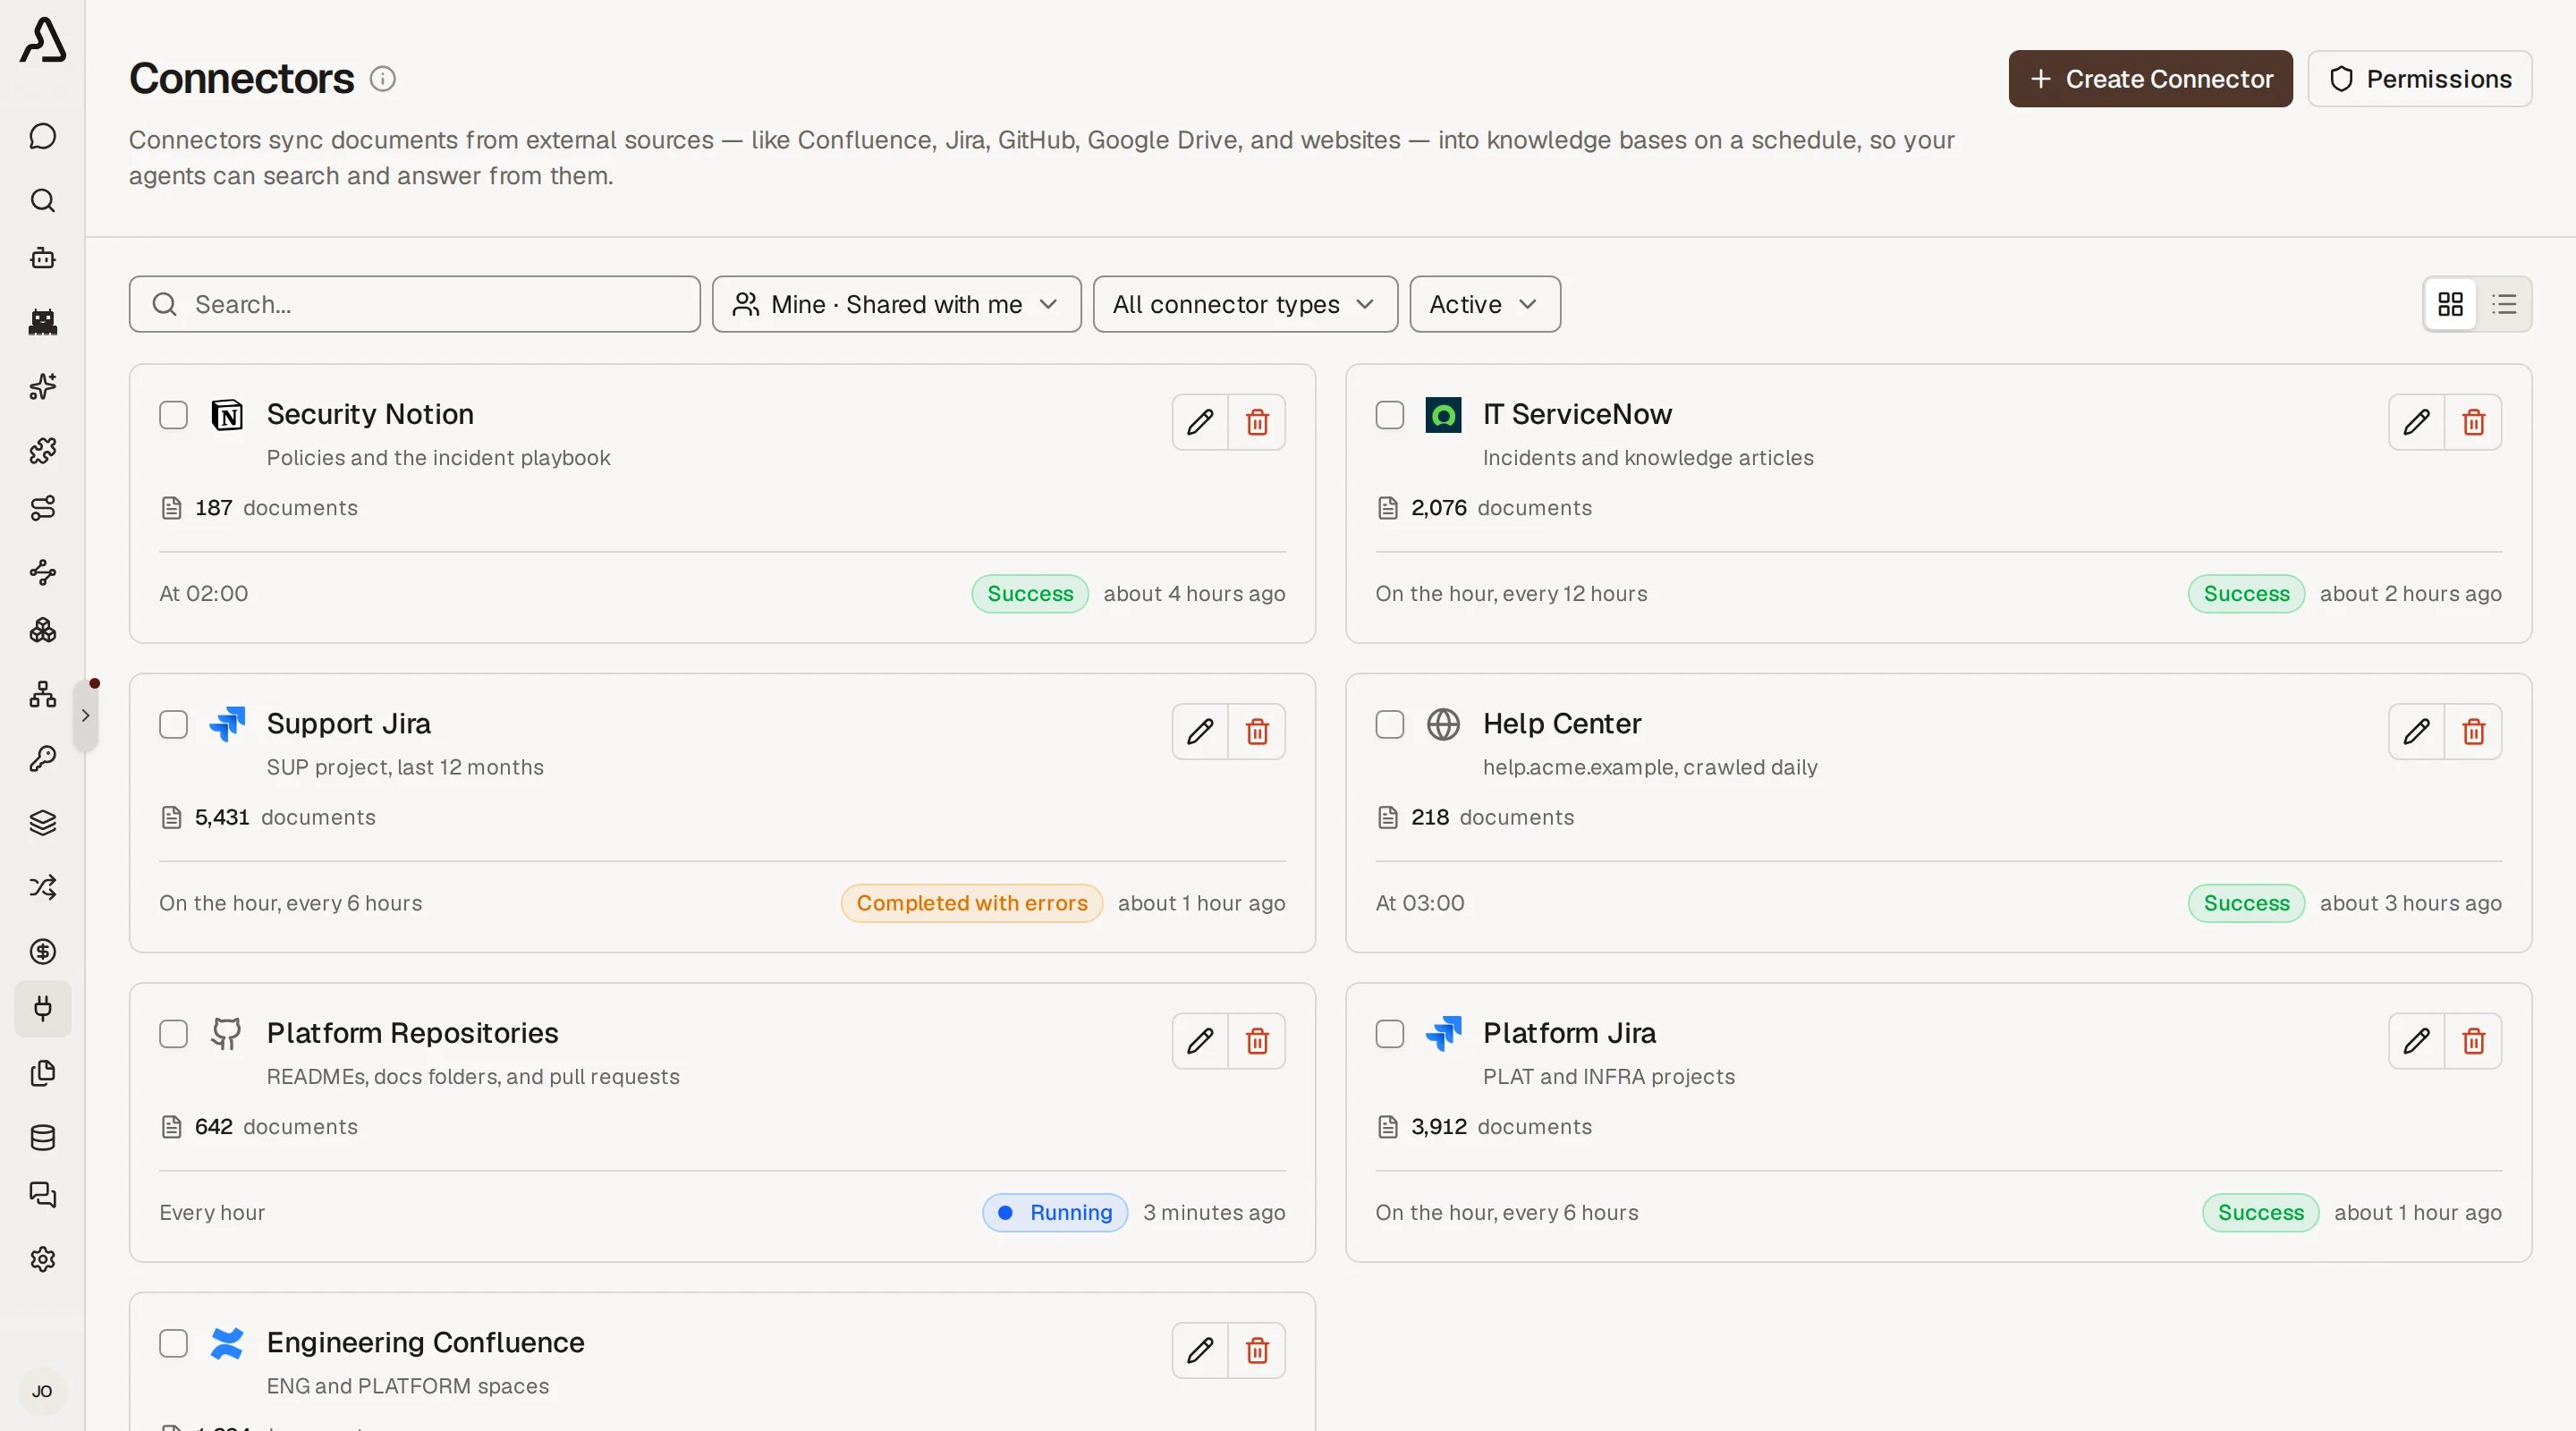 Connectors
Create Connector
Permissions
Connectors sync documents from external sources — like Confluence, Jira, GitHub, Google Drive, and websites — into knowledge bases on a schedule, so your
agents can search and answer from them.
Search...
Mine · Shared with me
All connector types
Active
Security Notion
Policies and the incident playbook
187 documents
At 02:00
Success
about 4 hours ago
IT ServiceNow
Incidents and knowledge articles
2,076 documents
On the hour, every 12 hours
Success
about 2 hours ago
Support Jira
SUP project, last 12 months
5,431 documents
On the hour, every 6 hours
Completed with errors
about 1 hour ago
Help Center
help.acme.example, crawled daily
218 documents
At 03:00
Success
about 3 hours ago
Platform Repositories
READMEs, docs folders, and pull requests
642 documents
Every hour
Running
3 minutes ago
Platform Jira
PLAT and INFRA projects
3,912 documents
On the hour, every 6 hours
Success
about 1 hour ago
Engineering Confluence
ENG and PLATFORM spaces
JO